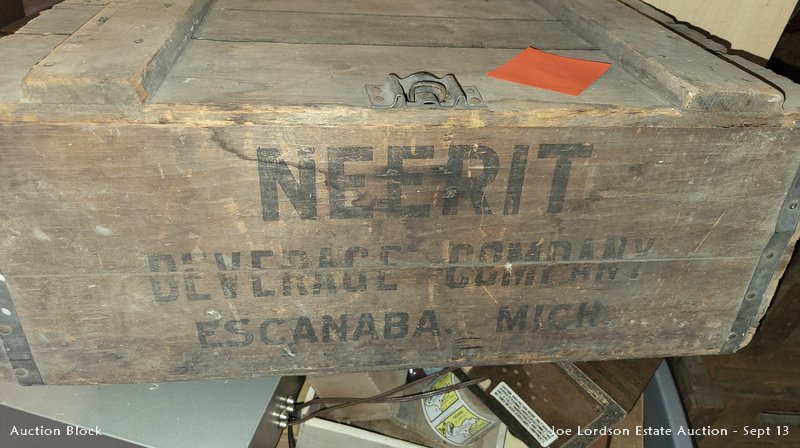 NEERIT
BEVERAGE COMPANY
ESCANABA, MICH.
Auction Block
Joe Lordson Estate Auction - Sept 13